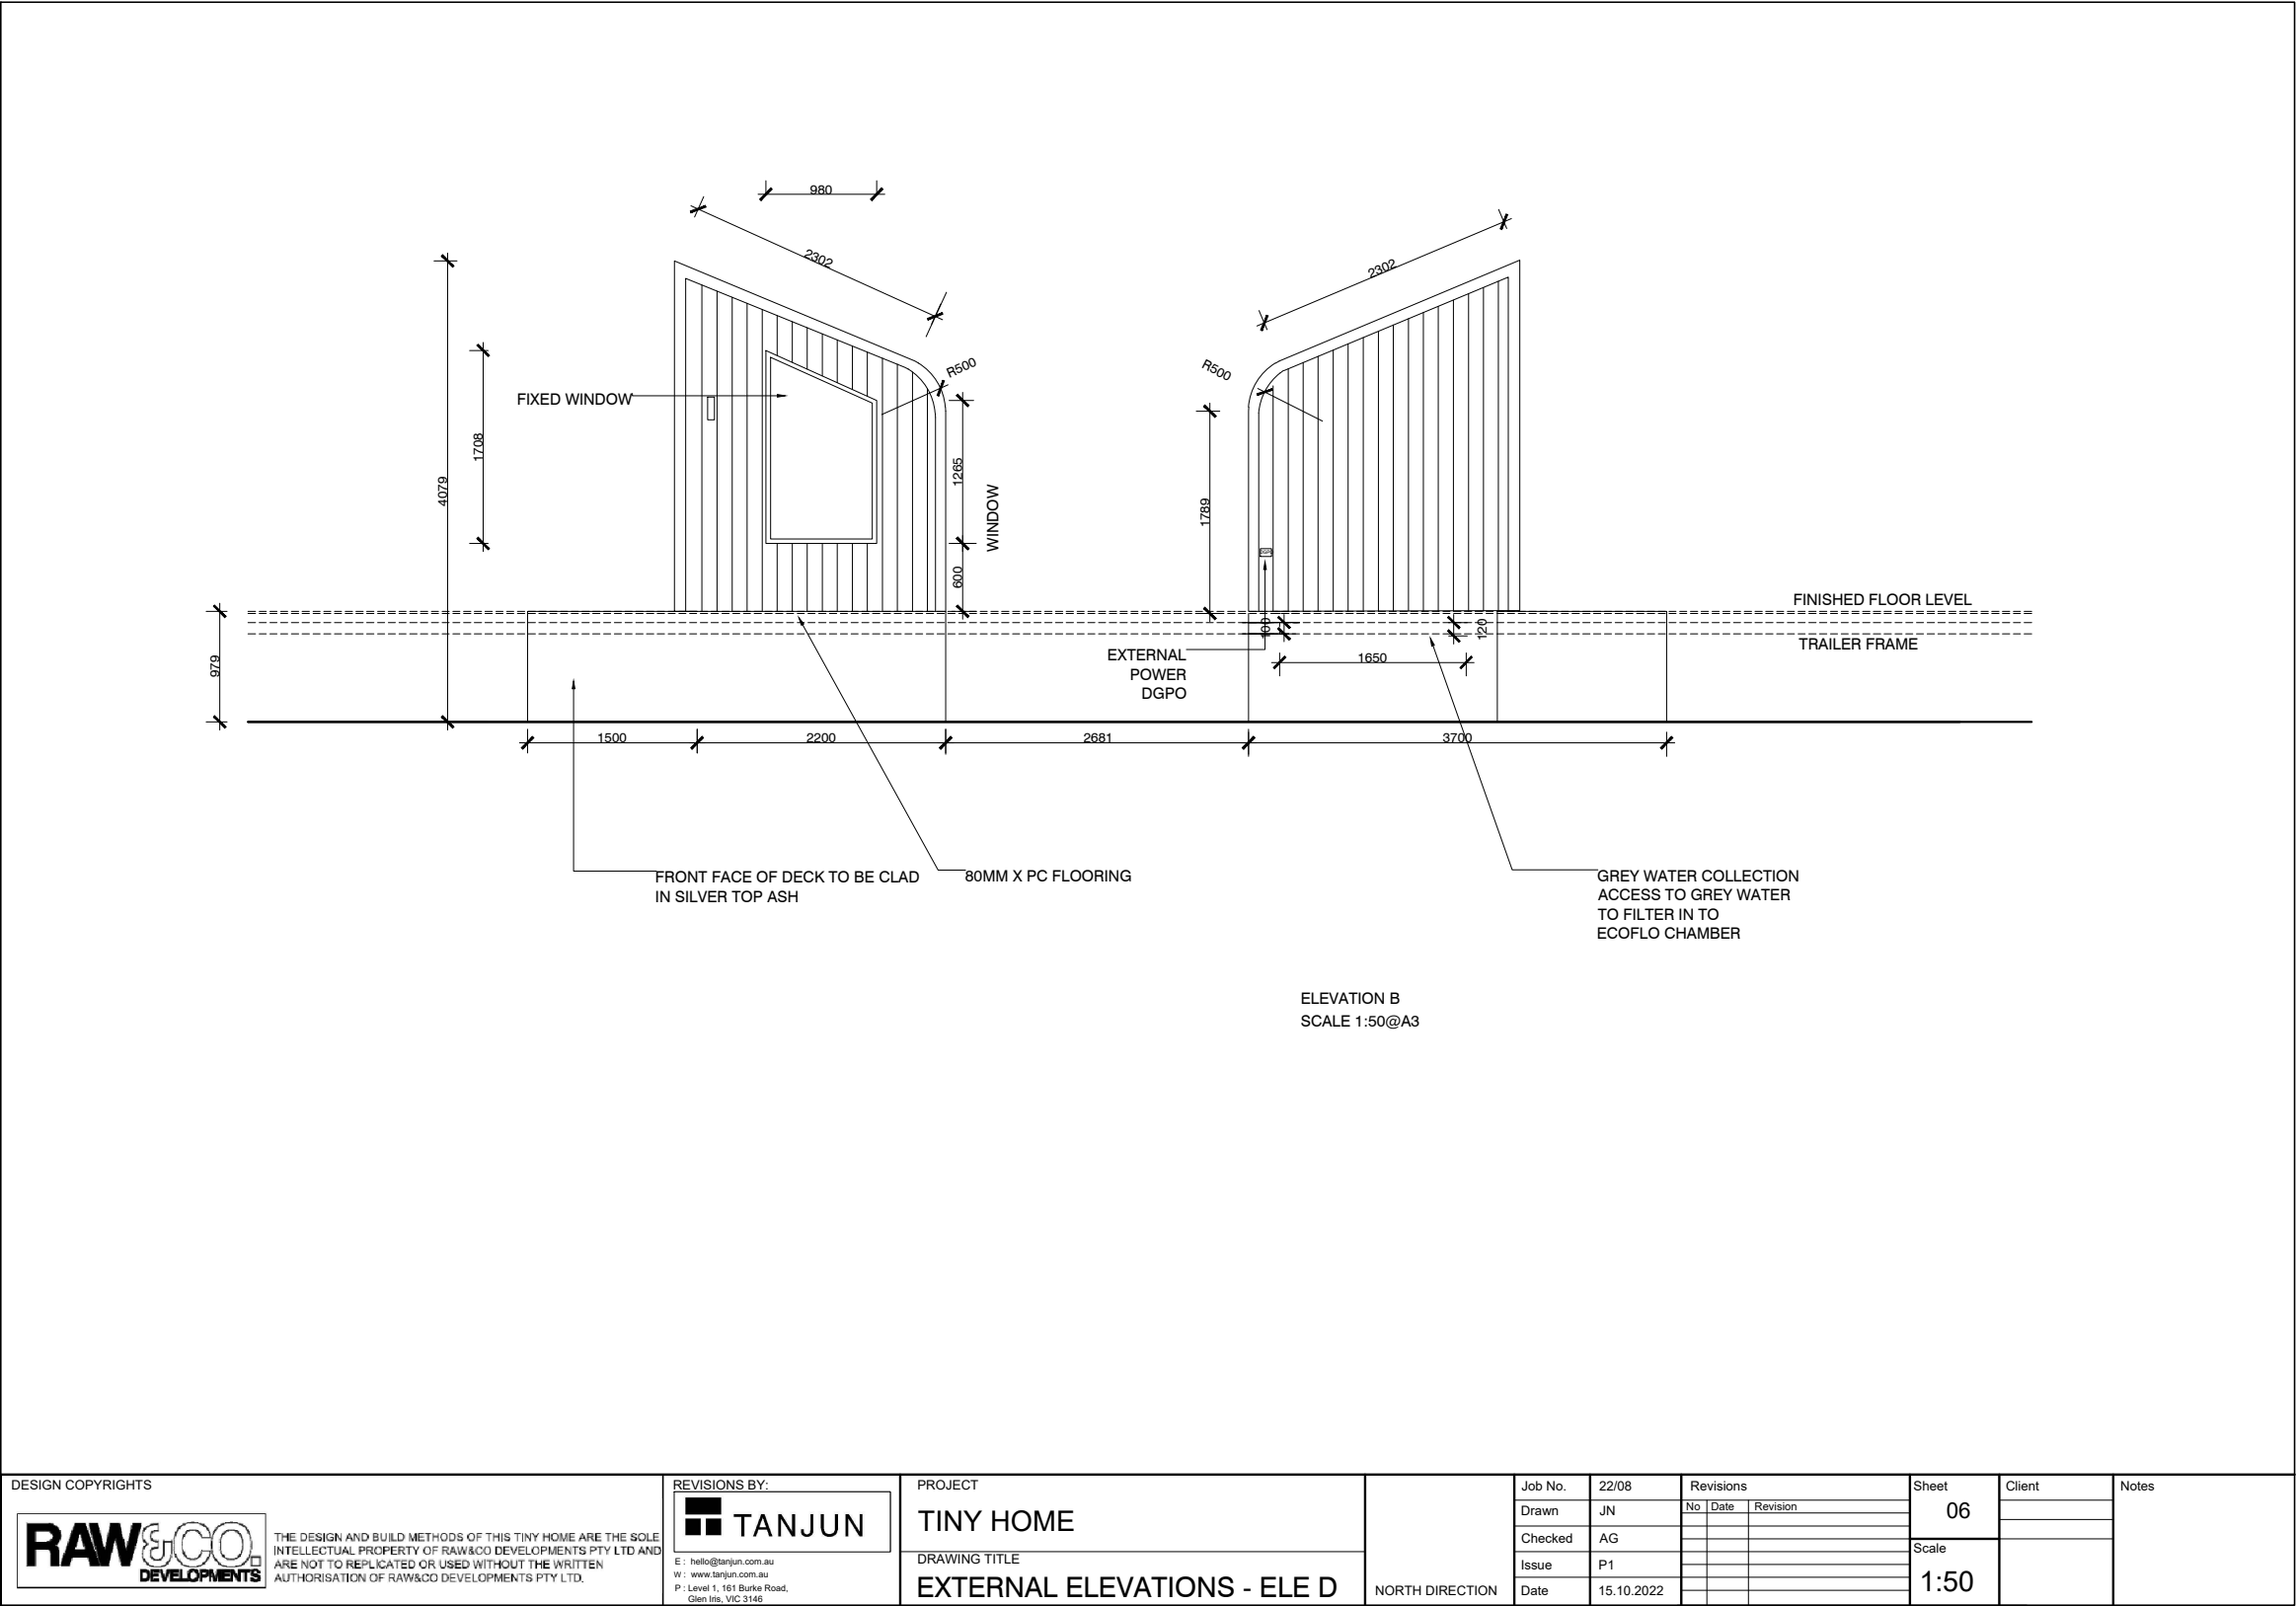 980
2302
2302
R500
R500
FIXED WINDOW
1708
4079
1265
WINDOW
600
1789
DGPO
FINISHED FLOOR LEVEL
TRAILER FRAME
100
120
1650
979
EXTERNAL
POWER
DGPO
1500
2200
2681
3700
FRONT FACE OF DECK TO BE CLAD
IN SILVER TOP ASH
80MM X PC FLOORING
GREY WATER COLLECTION
ACCESS TO GREY WATER
TO FILTER IN TO
ECOFLO CHAMBER
ELEVATION B
SCALE 1:50@A3
DESIGN COPYRIGHTS
RAW&CO.
DEVELOPMENTS
THE DESIGN AND BUILD METHODS OF THIS TINY HOME ARE THE SOLE
INTELLECTUAL PROPERTY OF RAW&CO DEVELOPMENTS PTY LTD AND
ARE NOT TO REPLICATED OR USED WITHOUT THE WRITTEN
AUTHORISATION OF RAW&CO DEVELOPMENTS PTY LTD.
REVISIONS BY:
TANJUN
E : hello@tanjun.com.au
W : www.tanjun.com.au
P : Level 1, 161 Burke Road,
Glen Iris, VIC 3146
PROJECT
TINY HOME
DRAWING TITLE
EXTERNAL ELEVATIONS - ELE D
NORTH DIRECTION
Job No. 22/08
Drawn JN
Checked AG
Issue P1
Date 15.10.2022
Revisions
No Date Revision
Sheet
06
Scale
1:50
Client
Notes